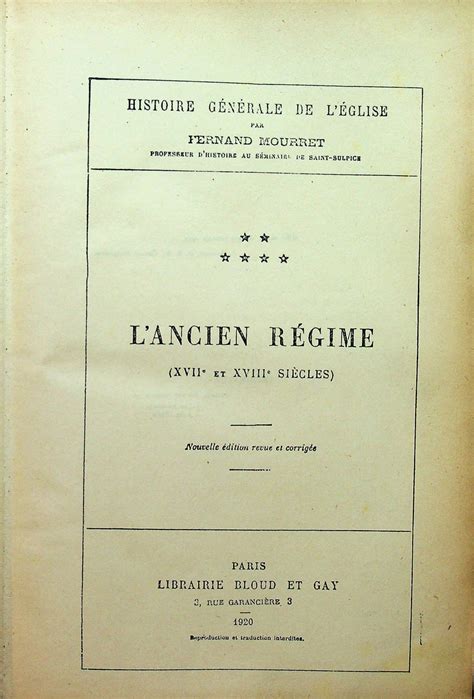 HISTOIRE GÉNÉRALE DE L'ÉGLISE
PAR
FERNAND MOURRET
PROFESSEUR D'HISTOIRE AU SÉMINAIRE DE SAINT-SULPICE
L'ANCIEN RÉGIME
(XVIIe ET XVIIIe SIÈCLES)
Nouvelle édition revue et corrigée
PARIS
LIBRAIRIE BLOUD ET GAY
3, RUE GARANCIÈRE 3
1920
Reproduction et traduction interdites.